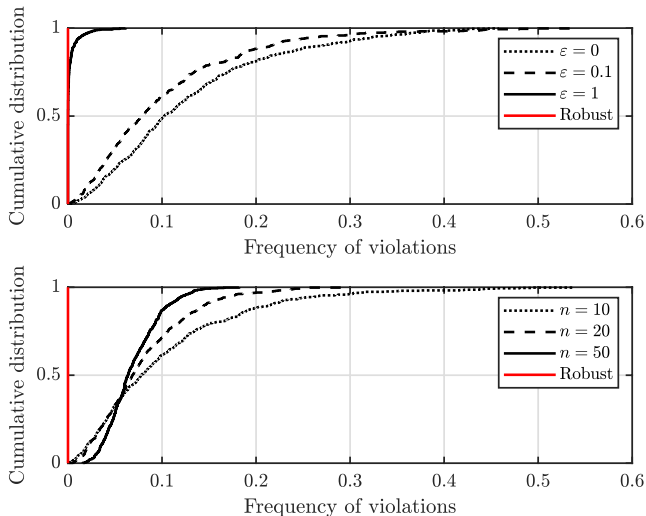 Cumulative distribution
1
0.5
0
ε = 0
ε = 0.1
ε = 1
Robust
0 0.1 0.2 0.3 0.4 0.5 0.6
Frequency of violations
Cumulative distribution
1
0.5
0
n = 10
n = 20
n = 50
Robust
0 0.1 0.2 0.3 0.4 0.5 0.6
Frequency of violations